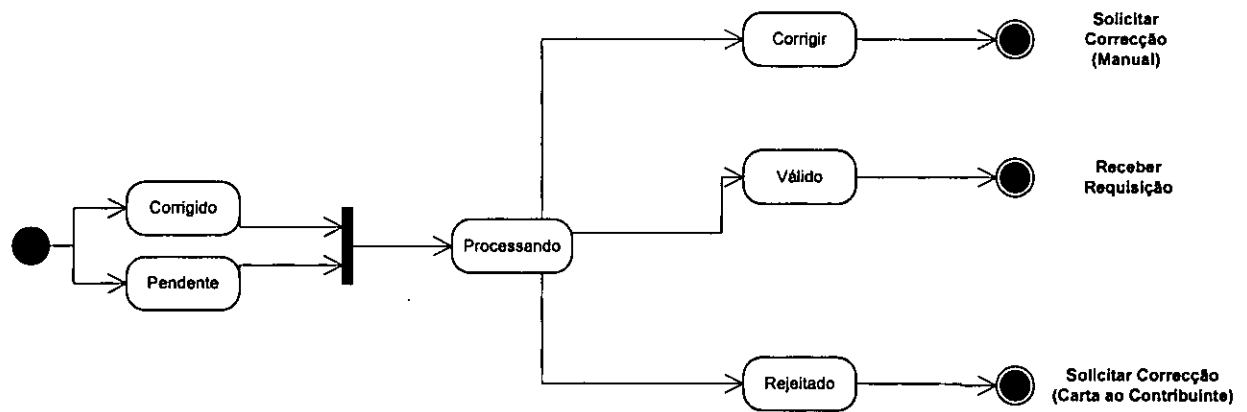 Corrigir
Solicitar
Correcção
(Manual)
Válido
Receber
Requisição
Corrigido
Pendente
Processando
Rejeitado
Solicitar Correcção
(Carta ao Contribuinte)